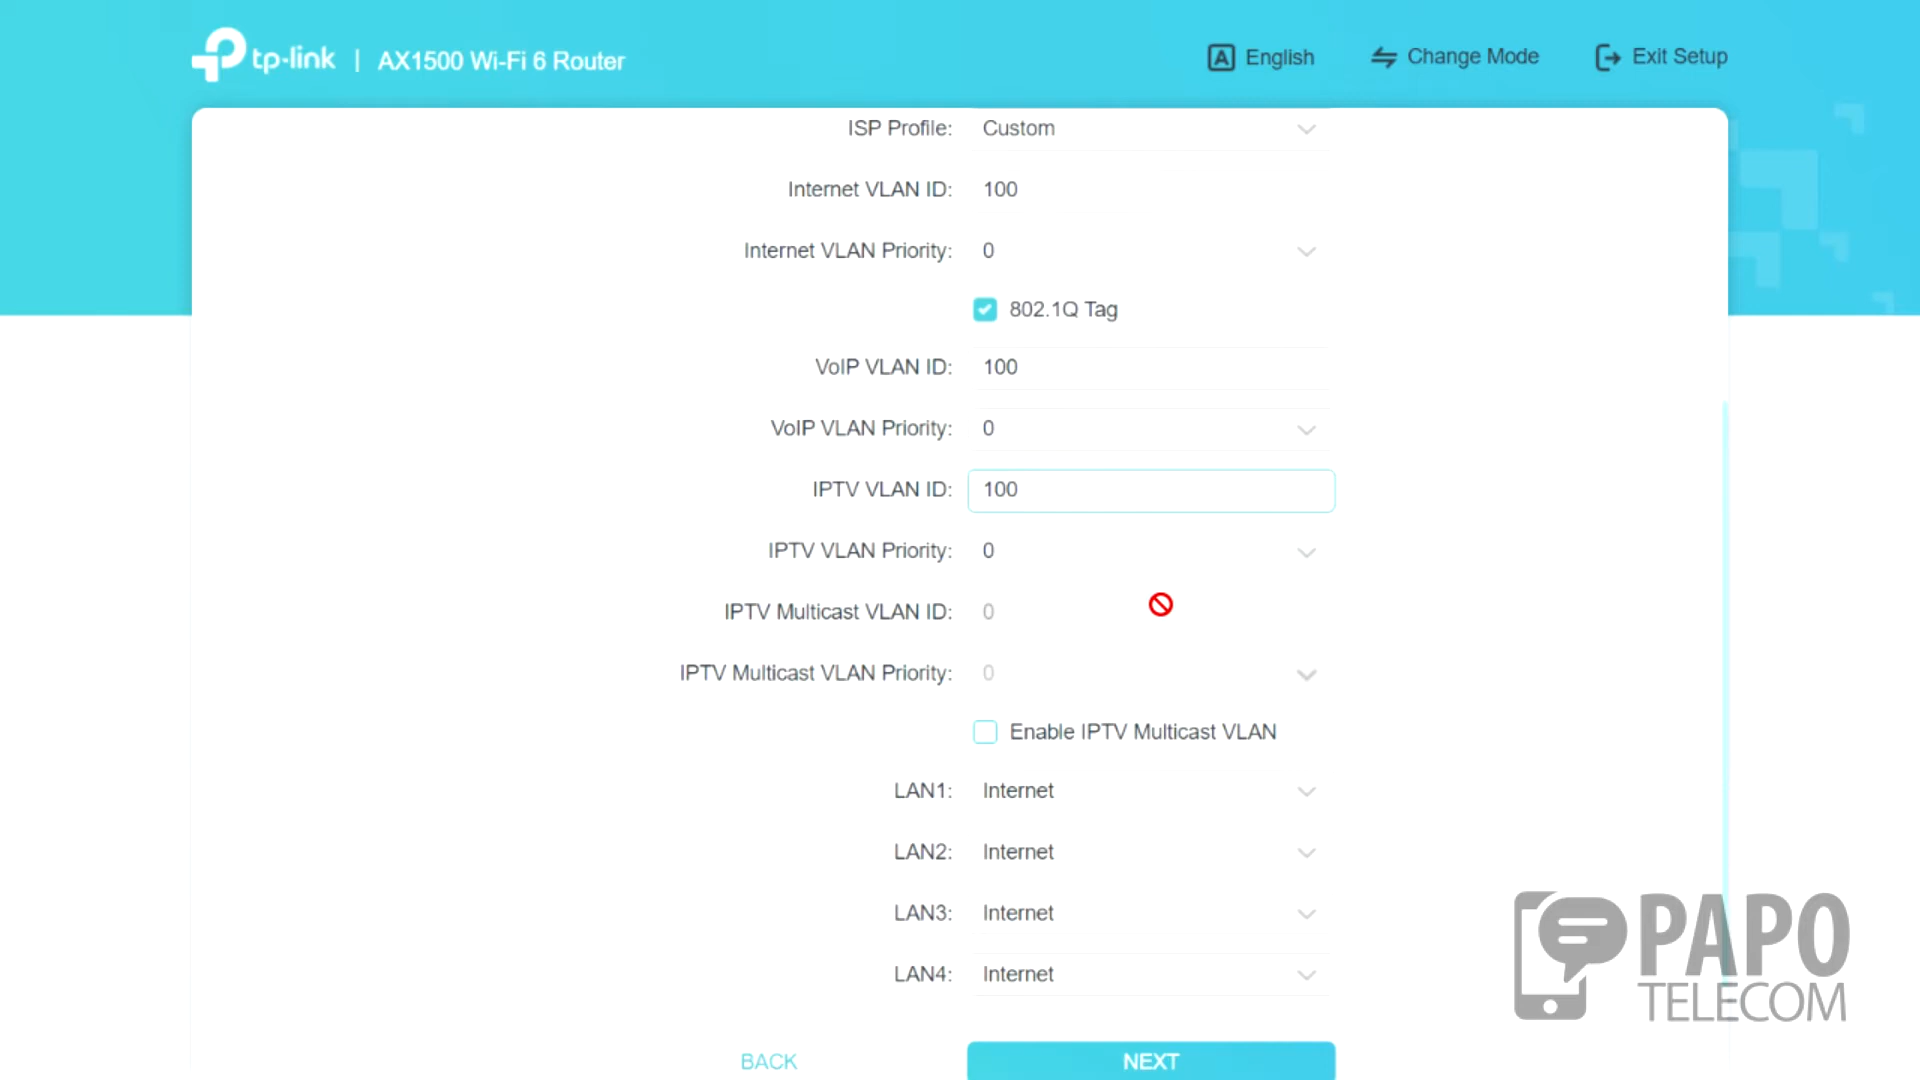 tp-link | AX1500 Wi-Fi 6 Router
English
Change Mode
Exit Setup
ISP Profile: Custom
Internet VLAN ID: 100
Internet VLAN Priority: 0
802.1Q Tag
VoIP VLAN ID: 100
VoIP VLAN Priority: 0
IPTV VLAN ID: 100
IPTV VLAN Priority: 0
IPTV Multicast VLAN ID: 0
IPTV Multicast VLAN Priority: 0
Enable IPTV Multicast VLAN
LAN1: Internet
LAN2: Internet
LAN3: Internet
LAN4: Internet
BACK
NEXT
PAPO
TELECOM